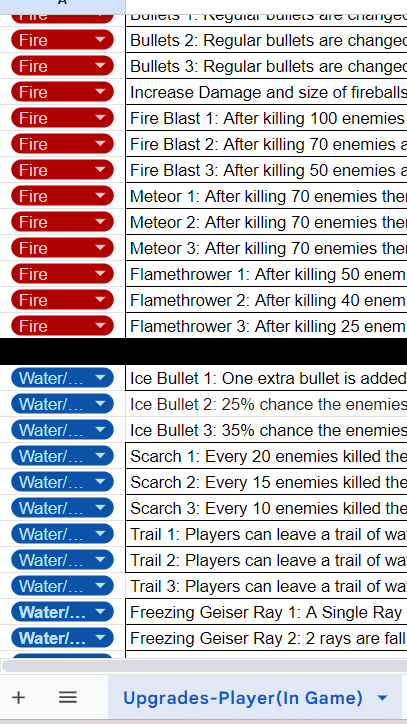 A
Fire Bullets 1: Regular bullets are changed
Fire Bullets 2: Regular bullets are changed
Fire Bullets 3: Regular bullets are changed
Fire Increase Damage and size of fireballs
Fire Fire Blast 1: After killing 100 enemies
Fire Fire Blast 2: After killing 70 enemies a
Fire Fire Blast 3: After killing 50 enemies a
Fire Meteor 1: After killing 70 enemies the
Fire Meteor 2: After killing 70 enemies the
Fire Meteor 3: After killing 70 enemies the
Fire Flamethrower 1: After killing 50 enem
Fire Flamethrower 2: After killing 40 enem
Fire Flamethrower 3: After killing 25 enem
Water/... Ice Bullet 1: One extra bullet is added
Water/... Ice Bullet 2: 25% chance the enemies
Water/... Ice Bullet 3: 35% chance the enemies
Water/... Scarch 1: Every 20 enemies killed the
Water/... Scarch 2: Every 15 enemies killed the
Water/... Scarch 3: Every 10 enemies killed the
Water/... Trail 1: Players can leave a trail of wa
Water/... Trail 2: Players can leave a trail of wa
Water/... Trail 3: Players can leave a trail of wa
Water/... Freezing Geiser Ray 1: A Single Ray
Water/... Freezing Geiser Ray 2: 2 rays are fall
Upgrades-Player(In Game)